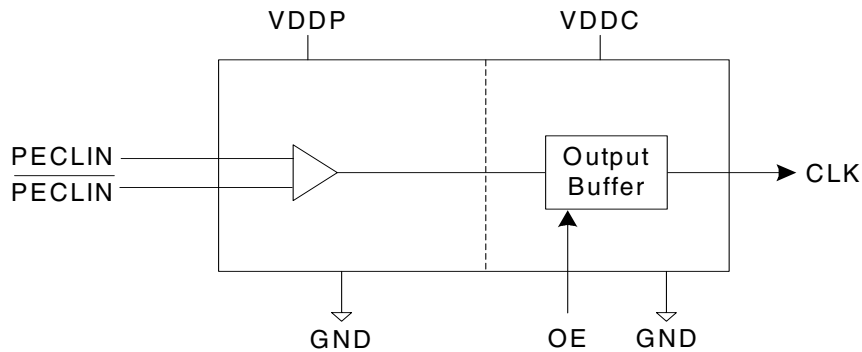 VDDP
VDDC
PECLIN
PECLIN
Output
Buffer
CLK
GND
OE
GND